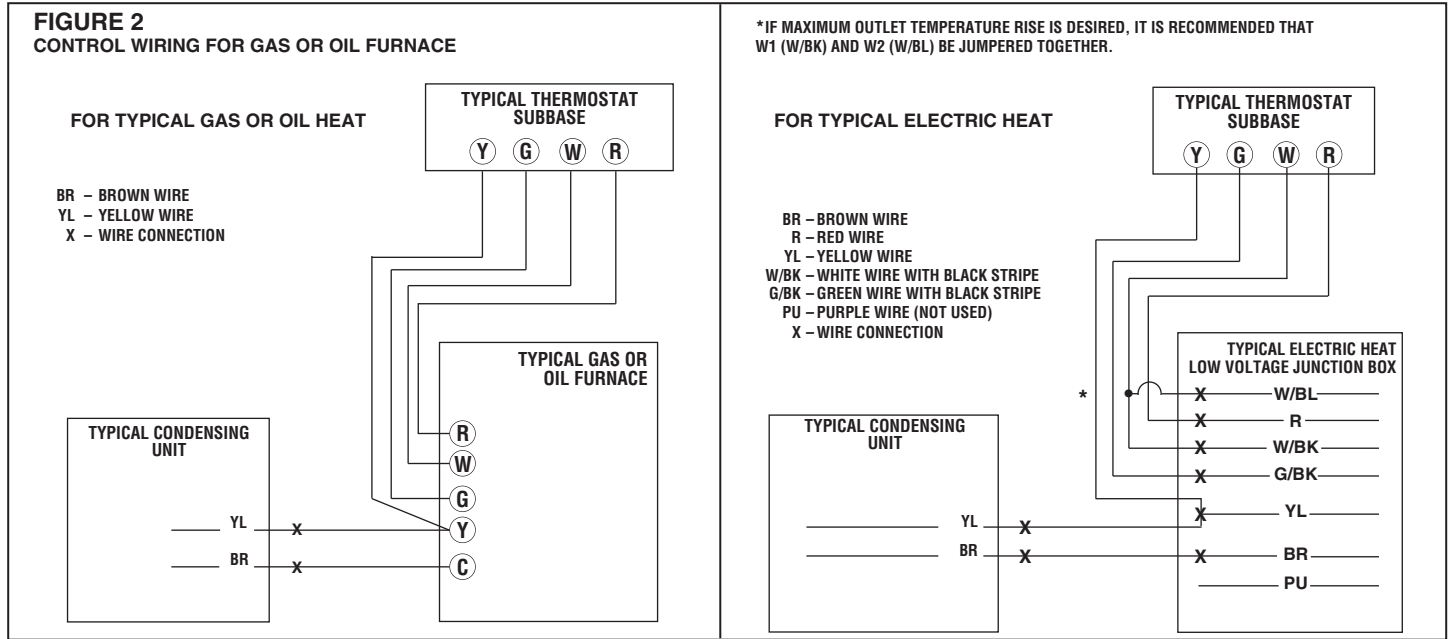 FIGURE 2
CONTROL WIRING FOR GAS OR OIL FURNACE
FOR TYPICAL GAS OR OIL HEAT
TYPICAL THERMOSTAT
SUBBASE
Y G W R
BR – BROWN WIRE
YL – YELLOW WIRE
X – WIRE CONNECTION
TYPICAL GAS OR
OIL FURNACE
R
W
G
Y
C
TYPICAL CONDENSING
UNIT
YL X
BR X
*IF MAXIMUM OUTLET TEMPERATURE RISE IS DESIRED, IT IS RECOMMENDED THAT
W1 (W/BK) AND W2 (W/BL) BE JUMPERED TOGETHER.
FOR TYPICAL ELECTRIC HEAT
TYPICAL THERMOSTAT
SUBBASE
Y G W R
BR – BROWN WIRE
R – RED WIRE
YL – YELLOW WIRE
W/BK – WHITE WIRE WITH BLACK STRIPE
G/BK – GREEN WIRE WITH BLACK STRIPE
PU – PURPLE WIRE (NOT USED)
X – WIRE CONNECTION
TYPICAL ELECTRIC HEAT
LOW VOLTAGE JUNCTION BOX
* X W/BL
X R
X W/BK
X G/BK
X YL
X BR
PU
TYPICAL CONDENSING
UNIT
YL X
BR X